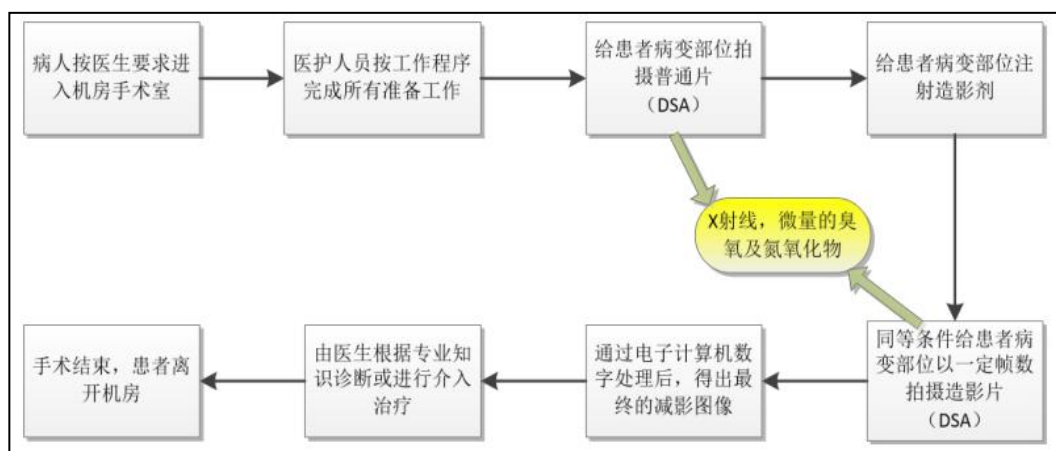 病人按医生要求进
入机房手术室
医护人员按工作程序
完成所有准备工作
给患者病变部位拍
摄普通片
（DSA）
给患者病变部位注
射造影剂
X射线，微量的臭
氧及氮氧化物
同等条件给患者病
变部位以一定帧数
拍摄造影片
（DSA）
通过电子计算机数
字处理后，得出最
终的减影图像
由医生根据专业知
识诊断或进行介入
治疗
手术结束，患者离
开机房